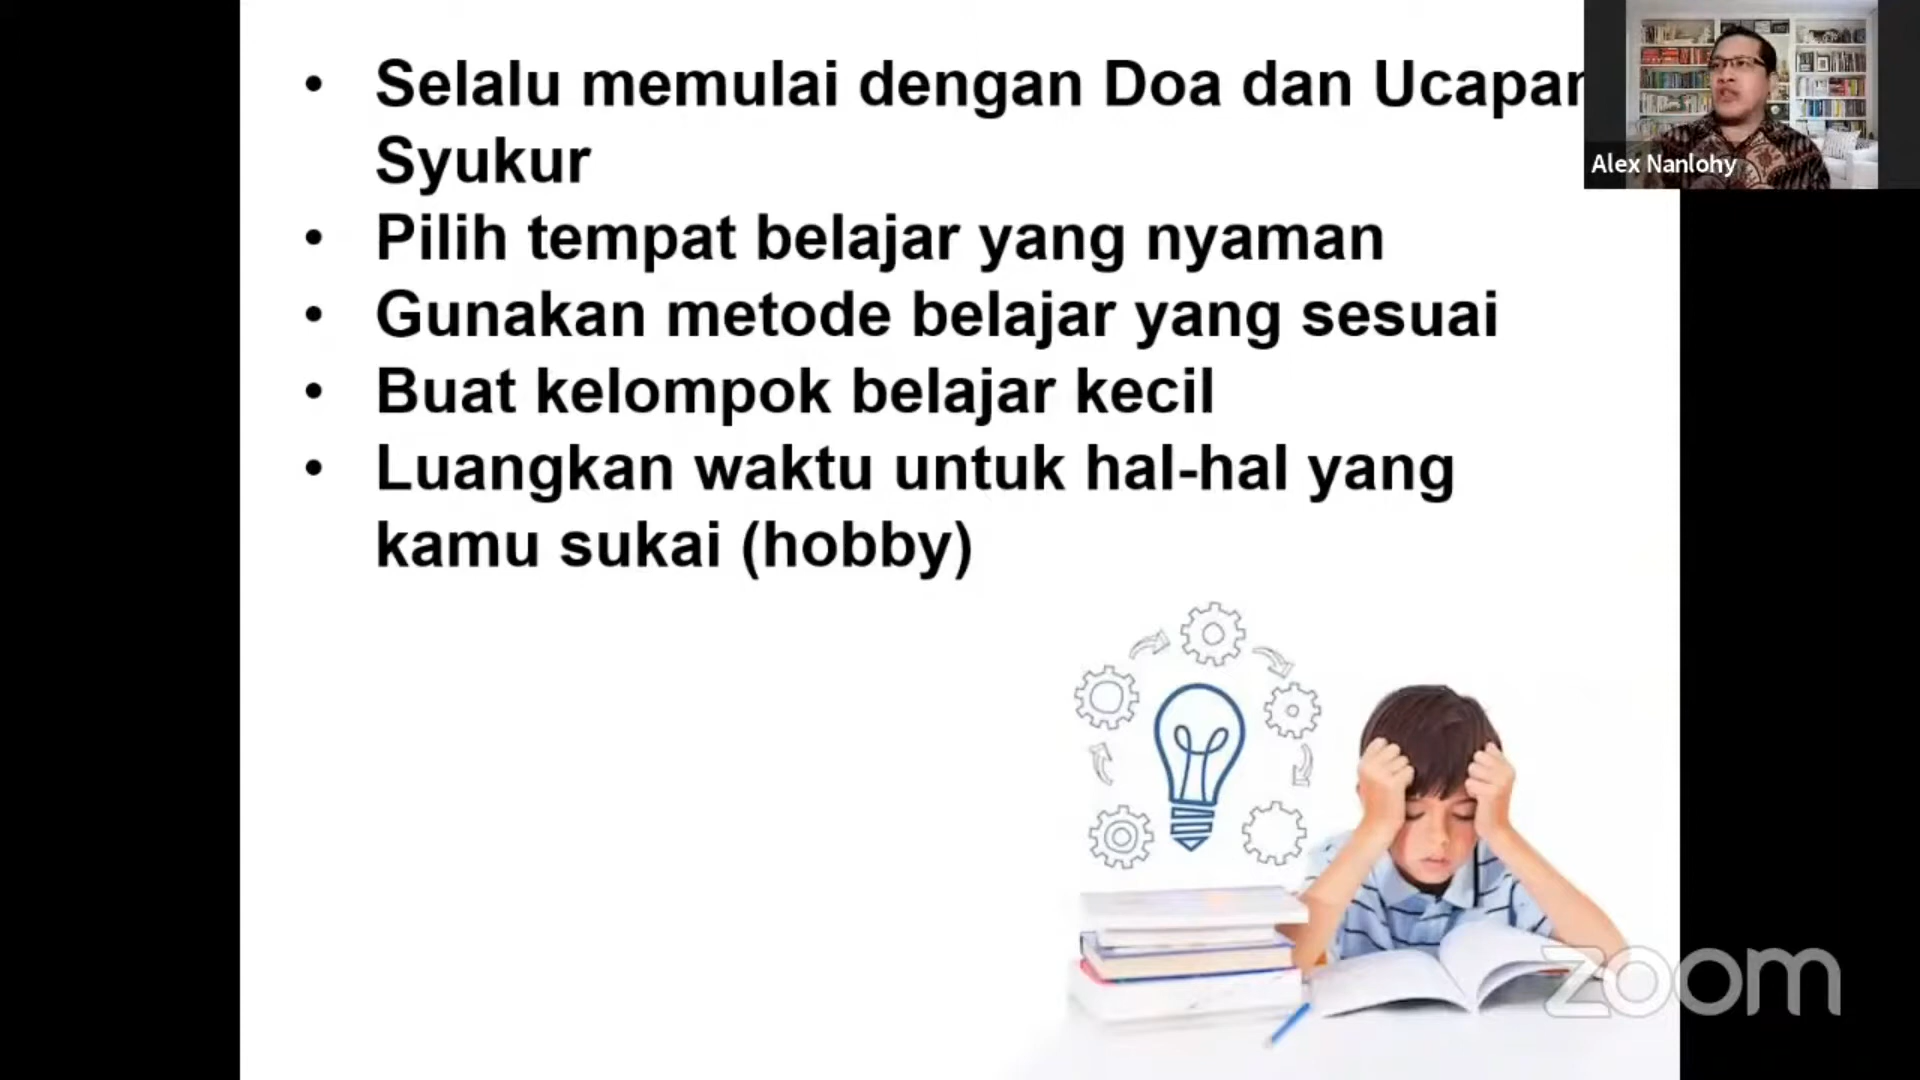 • Selalu memulai dengan Doa dan Ucapan
Syukur
• Pilih tempat belajar yang nyaman
• Gunakan metode belajar yang sesuai
• Buat kelompok belajar kecil
• Luangkan waktu untuk hal-hal yang
kamu sukai (hobby)
Alex Nanlohy
zoom